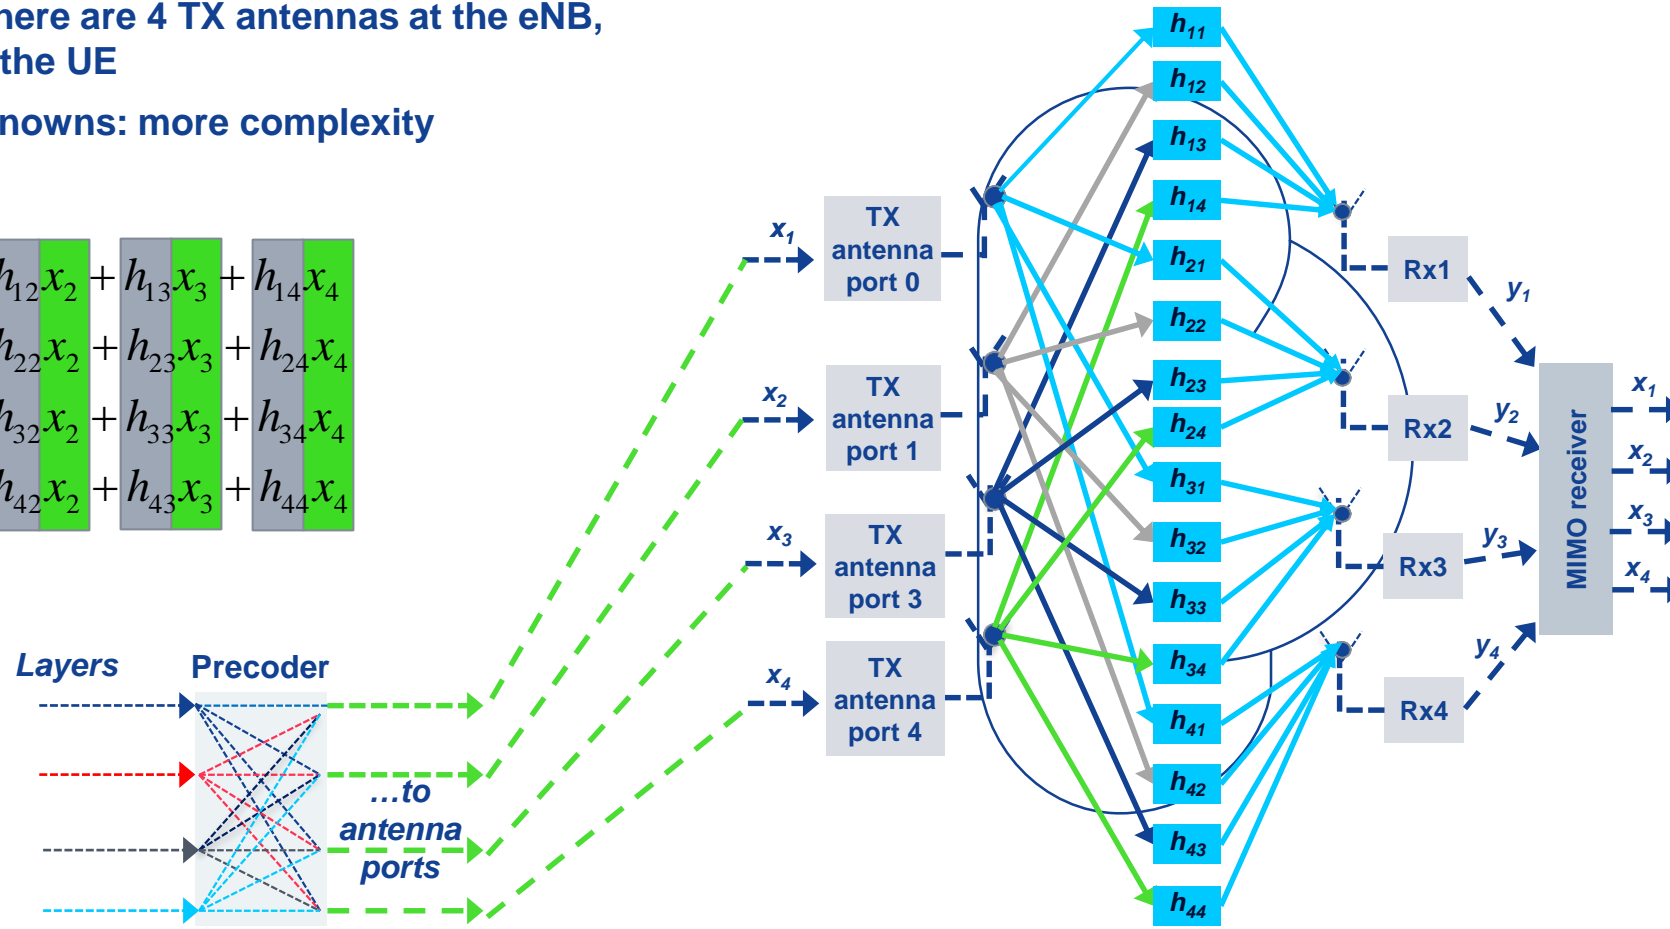 here are 4 TX antennas at the eNB,
the UE
nowns: more complexity
h12x2 + h13x3 + h14x4
h22x2 + h23x3 + h24x4
h32x2 + h33x3 + h34x4
h42x2 + h43x3 + h44x4
Layers
Precoder
…to
antenna
ports
x1
x2
x3
x4
TX
antenna
port 0
TX
antenna
port 1
TX
antenna
port 3
TX
antenna
port 4
h11
h12
h13
h14
h21
h22
h23
h24
h31
h32
h33
h34
h41
h42
h43
h44
Rx1
Rx2
Rx3
Rx4
y1
y2
y3
y4
MIMO receiver
x1
x2
x3
x4